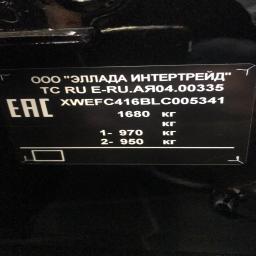 ООО "ЭЛЛАДА ИНТЕРТРЕЙД"
ТС RU E-RU.АЯ04.00335
EAC XWEFC416BLC005341
1680 кг
кг
1- 970 кг
2- 950 кг